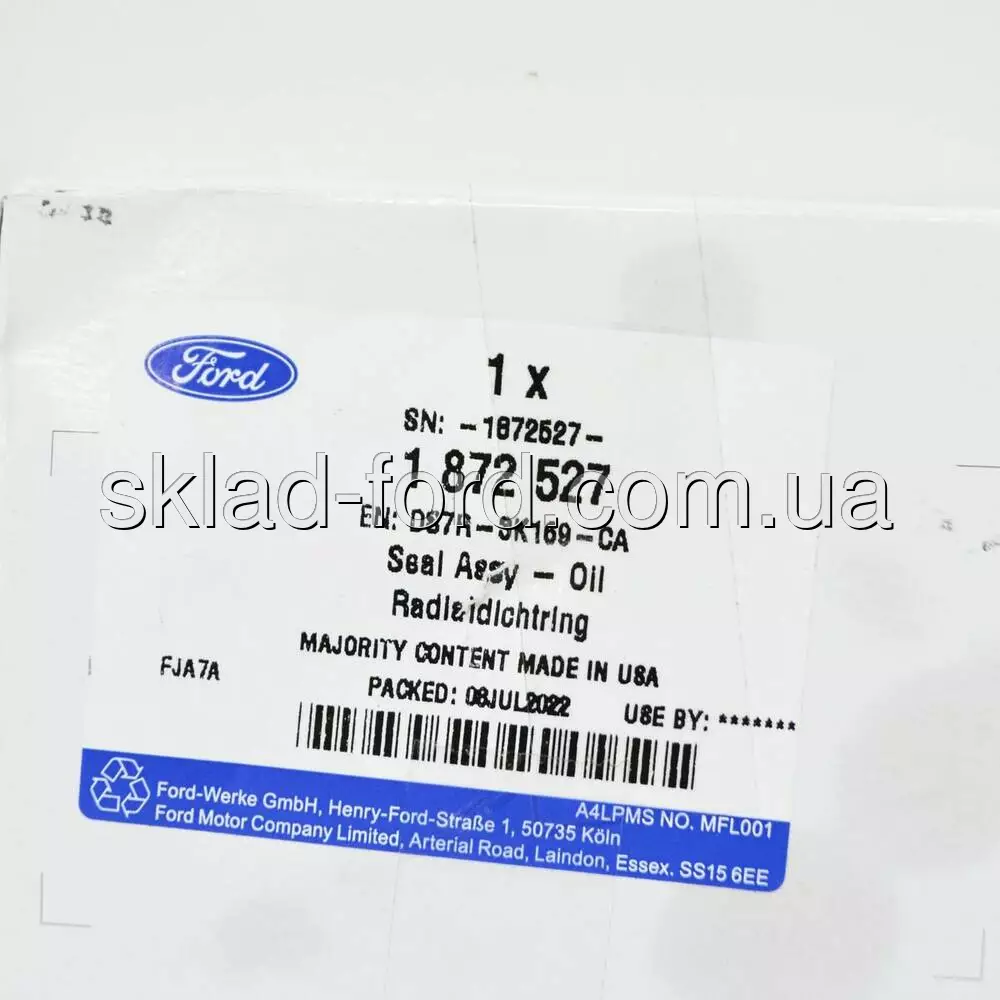 Ford
1 x
SN: -1872527-
1 872 527
sklad-ford.com.ua
EN: DS7R-3K169-CA
Seal Assy - Oil
Radialdichtring
MAJORITY CONTENT MADE IN USA
FJA7A
PACKED: 06JUL2022 USE BY: *******
A4LPMS NO. MFL001
Ford-Werke GmbH, Henry-Ford-Straße 1, 50735 Köln
Ford Motor Company Limited, Arterial Road, Laindon, Essex. SS15 6EE